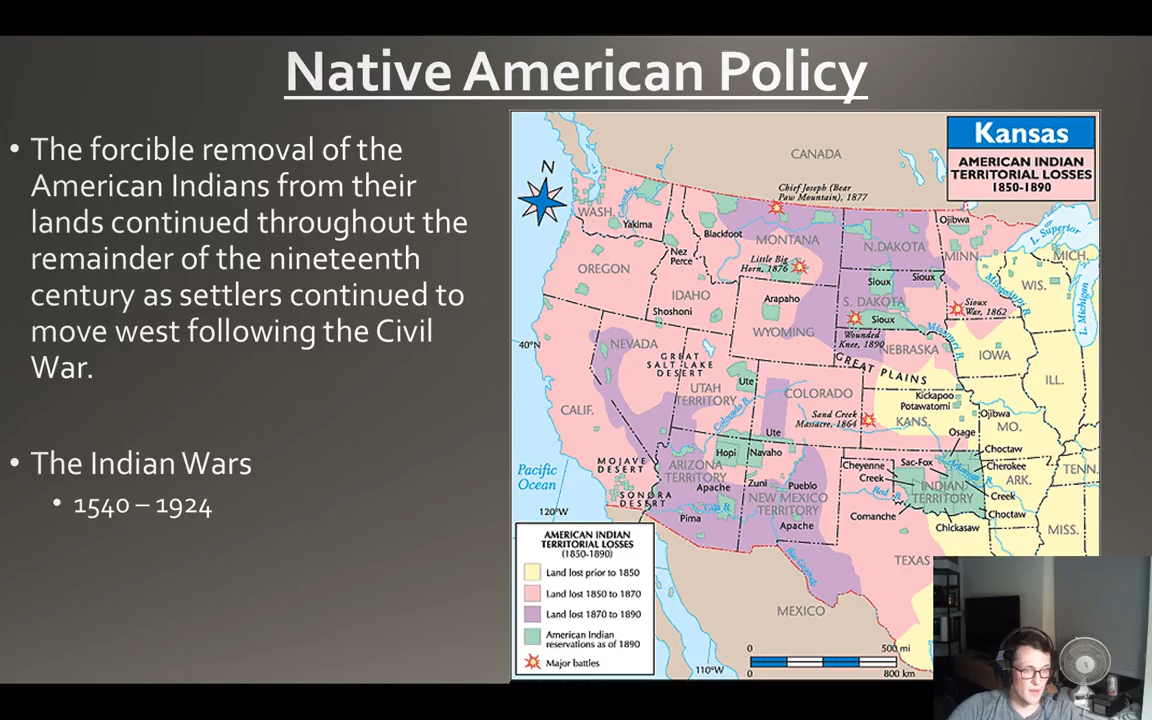 Native American Policy
• The forcible removal of the
American Indians from their
lands continued throughout the
remainder of the nineteenth
century as settlers continued to
move west following the Civil
War.
• The Indian Wars
• 1540 – 1924
Kansas
AMERICAN INDIAN
TERRITORIAL LOSSES
1850-1890
N
CANADA
Chief Joseph (Bear
Paw Mountain), 1877
WASH.
Yakima
Blackfoot
MONTANA
N.DAKOTA
Ojibwa
MINN.
L. Superior
MICH.
Nez
Perce
OREGON
Little Big
Horn, 1876
Sioux
Sioux
WIS.
L. Michigan
Mississippi R.
IDAHO
Arapaho
S. DAKOTA
Sioux
Sioux
War, 1862
Shoshoni
WYOMING
Wounded
Knee, 1890
Missouri R.
40°N
NEVADA
GREAT
SALT LAKE
DESERT
NEBRASKA
IOWA
GREAT PLAINS
UTAH
TERRITORY
Ute
COLORADO
ILL.
CALIF.
Colorado R.
Sand Creek
Massacre, 1864
Kickapoo
Potawatomi
KANS.
Ojibwa
MO.
Ute
Osage
Hopi
Navaho
Choctaw
Pacific
Ocean
MOJAVE
DESERT
ARIZONA
TERRITORY
Cheyenne
Sac-Fox
Arkansas R.
Cherokee
TENN.
Creek
INDIAN
TERRITORY
ARK.
SONORA
DESERT
Apache
Zuni
Pueblo
NEW MEXICO
TERRITORY
Red R.
Creek
120°W
Gila R.
Pima
Apache
Comanche
Choctaw
Chickasaw
MISS.
Rio Grande
TEXAS
MEXICO
AMERICAN INDIAN
TERRITORIAL LOSSES
(1850-1890)
Land lost prior to 1850
Land lost 1850 to 1870
Land lost 1870 to 1890
American Indian
reservations as of 1890
Major battles
110°W
0 500 mi
0 800 km